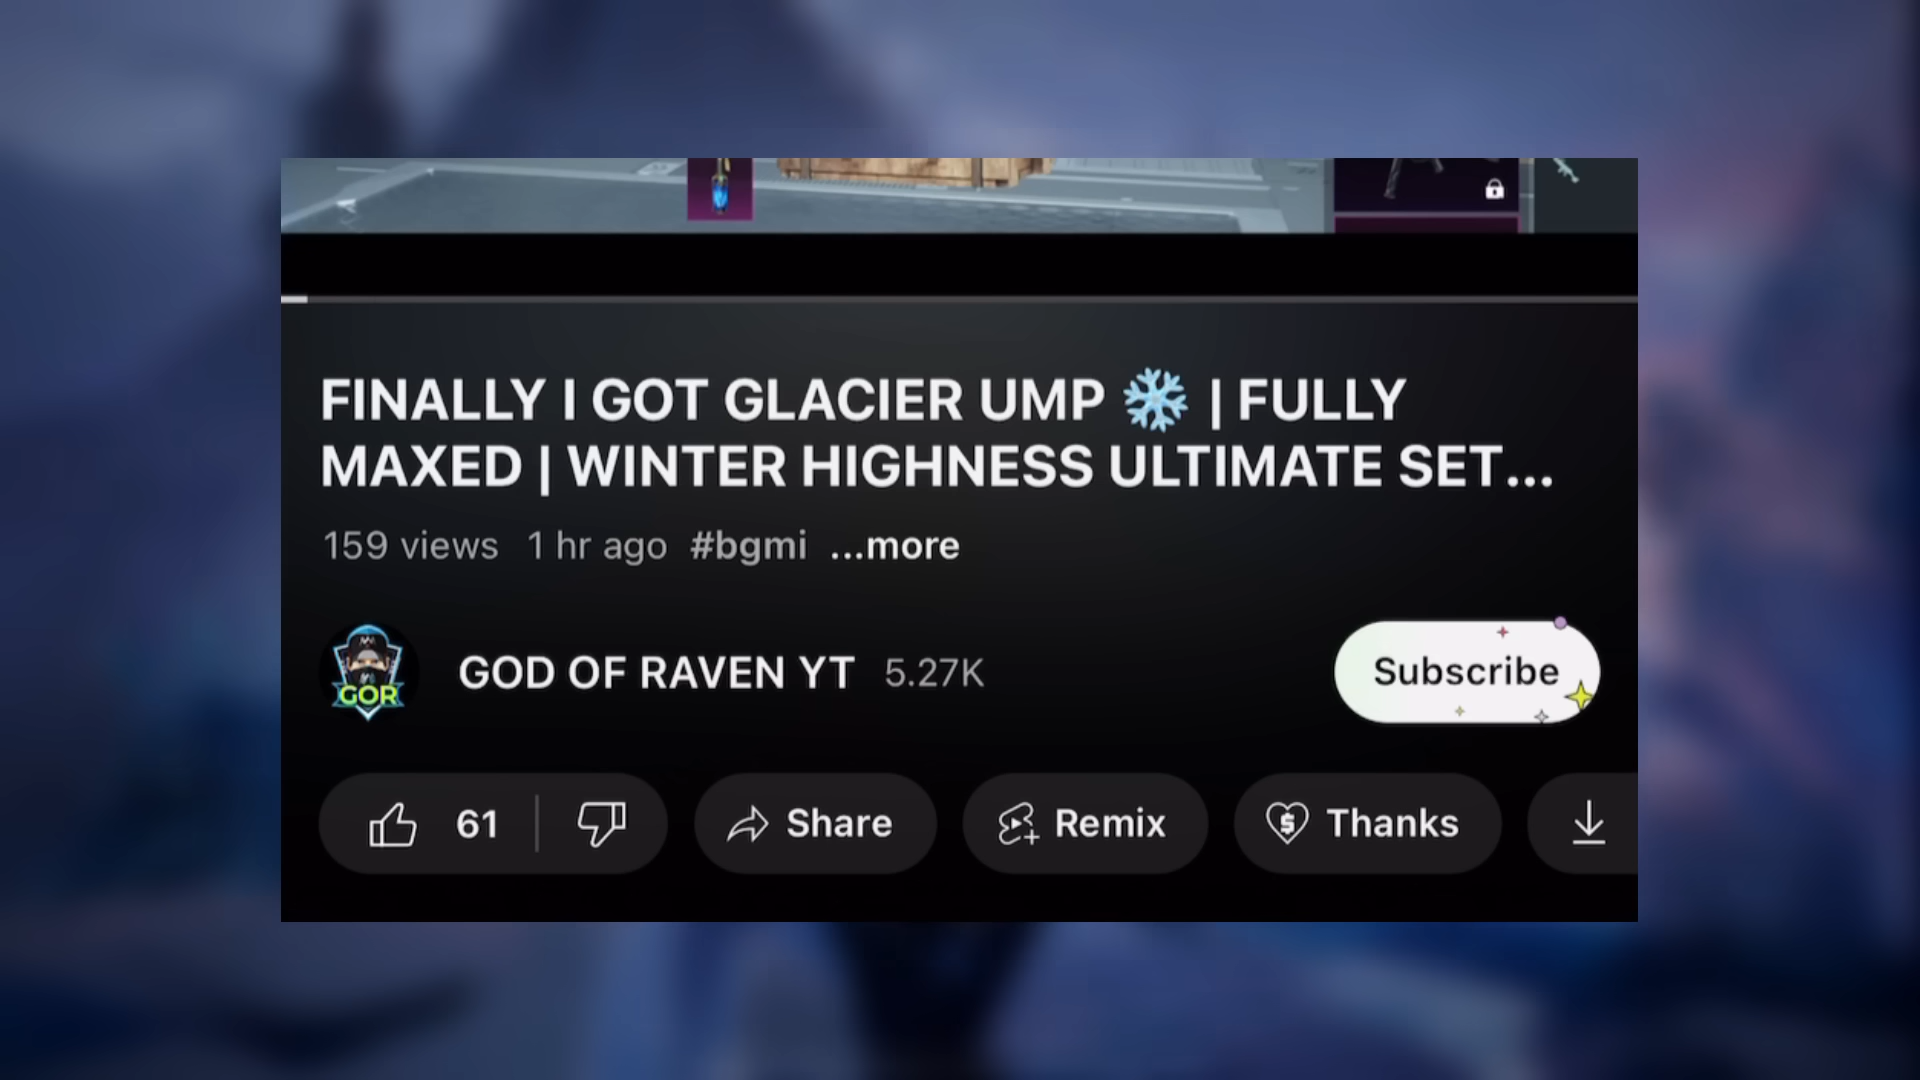 FINALLY I GOT GLACIER UMP ❄️ | FULLY
MAXED | WINTER HIGHNESS ULTIMATE SET...
159 views 1 hr ago #bgmi ...more
GOR
GOD OF RAVEN YT 5.27K
Subscribe
61
Share
Remix
Thanks